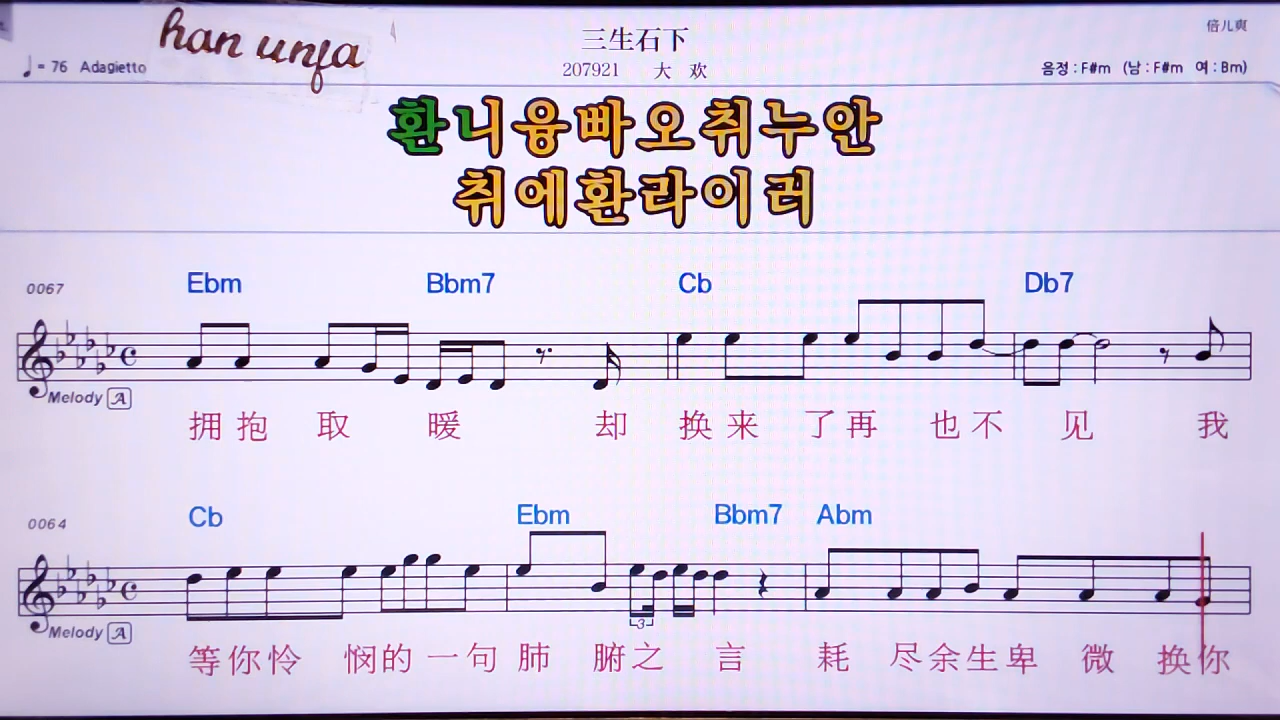 han unja
三生石下
倍儿爽
♩= 76 Adagietto
207921 大 欢
음정 : F#m (남 : F#m 여 : Bm)
환니융빠오취누안
취에환라이러
0067 Ebm Bbm7 Cb Db7
Melody A
拥抱 取 暖 却 换来 了再 也不 见 我
0064 Cb Ebm Bbm7 Abm
3
Melody A
等你怜 悯的一句 肺 腑之 言 耗 尽余生卑 微 换你